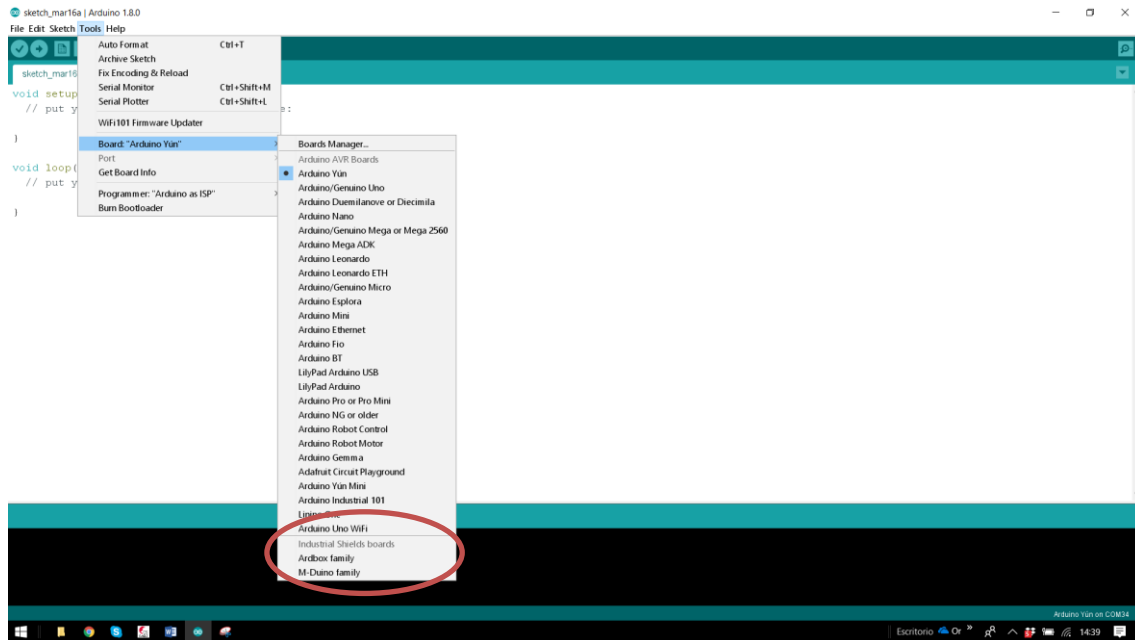 sketch_mar16a | Arduino 1.8.0
File Edit Sketch Tools Help
sketch_mar16
void setup
// put y
e:
}
void loop(
// put y
}
Auto Format Ctrl+T
Archive Sketch
Fix Encoding & Reload
Serial Monitor Ctrl+Shift+M
Serial Plotter Ctrl+Shift+L
WiFi101 Firmware Updater
Board: "Arduino Yún"
Port
Get Board Info
Programmer: "Arduino as ISP"
Burn Bootloader
Boards Manager...
Arduino AVR Boards
Arduino Yún
Arduino/Genuino Uno
Arduino Duemilanove or Diecimila
Arduino Nano
Arduino/Genuino Mega or Mega 2560
Arduino Mega ADK
Arduino Leonardo
Arduino Leonardo ETH
Arduino/Genuino Micro
Arduino Esplora
Arduino Mini
Arduino Ethernet
Arduino Fio
Arduino BT
LilyPad Arduino USB
LilyPad Arduino
Arduino Pro or Pro Mini
Arduino NG or older
Arduino Robot Control
Arduino Robot Motor
Arduino Gemma
Adafruit Circuit Playground
Arduino Yún Mini
Arduino Industrial 101
Arduino Uno WiFi
Industrial Shields boards
Ardbox family
M-Duino family
Arduino Yún on COM34
Escritorio Or 14:39